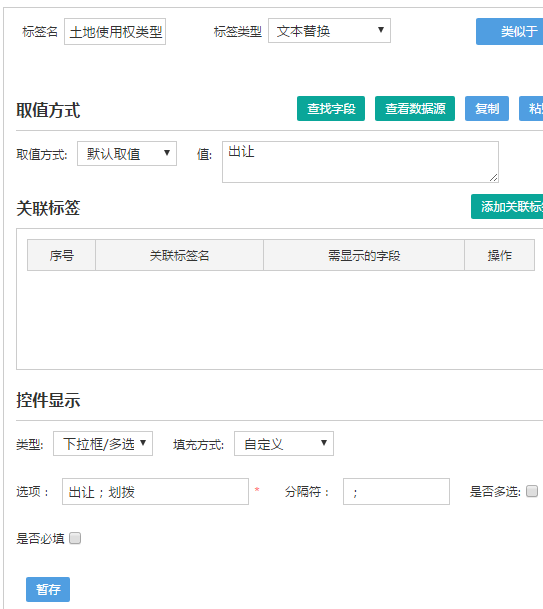 标签名 土地使用权类型 标签类型 文本替换 类似于
取值方式 查找字段 查看数据源 复制
取值方式: 默认取值 值: 出让
关联标签 添加关联标
序号 关联标签名 需显示的字段 操作
控件显示
类型: 下拉框/多选 填充方式: 自定义
选项： 出让；划拨 * 分隔符： ； 是否多选:
是否必填
暂存